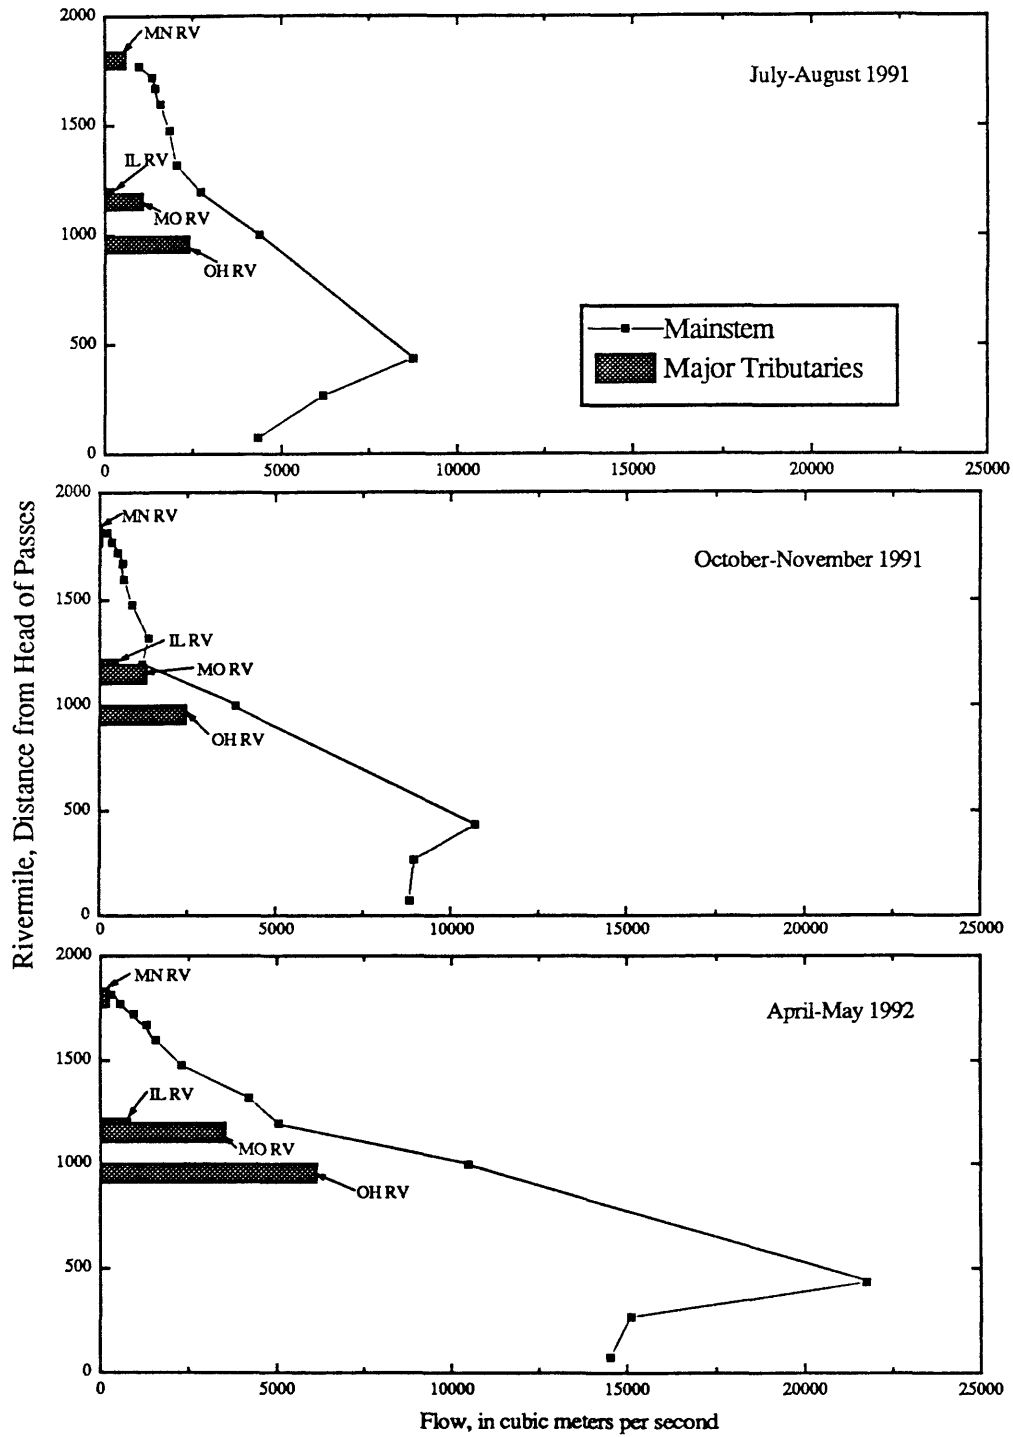 2000
MN RV
July-August 1991
1500
IL RV
MO RV
1000
OH RV
500
Mainstem
Major Tributaries
0
0 5000 10000 15000 20000 25000
2000
MN RV
October-November 1991
1500
IL RV
MO RV
1000
OH RV
500
0
0 5000 10000 15000 20000 25000
2000
MN RV
April-May 1992
1500
IL RV
MO RV
1000
OH RV
500
0
0 5000 10000 15000 20000 25000
Flow, in cubic meters per second
Rivermile, Distance from Head of Passes